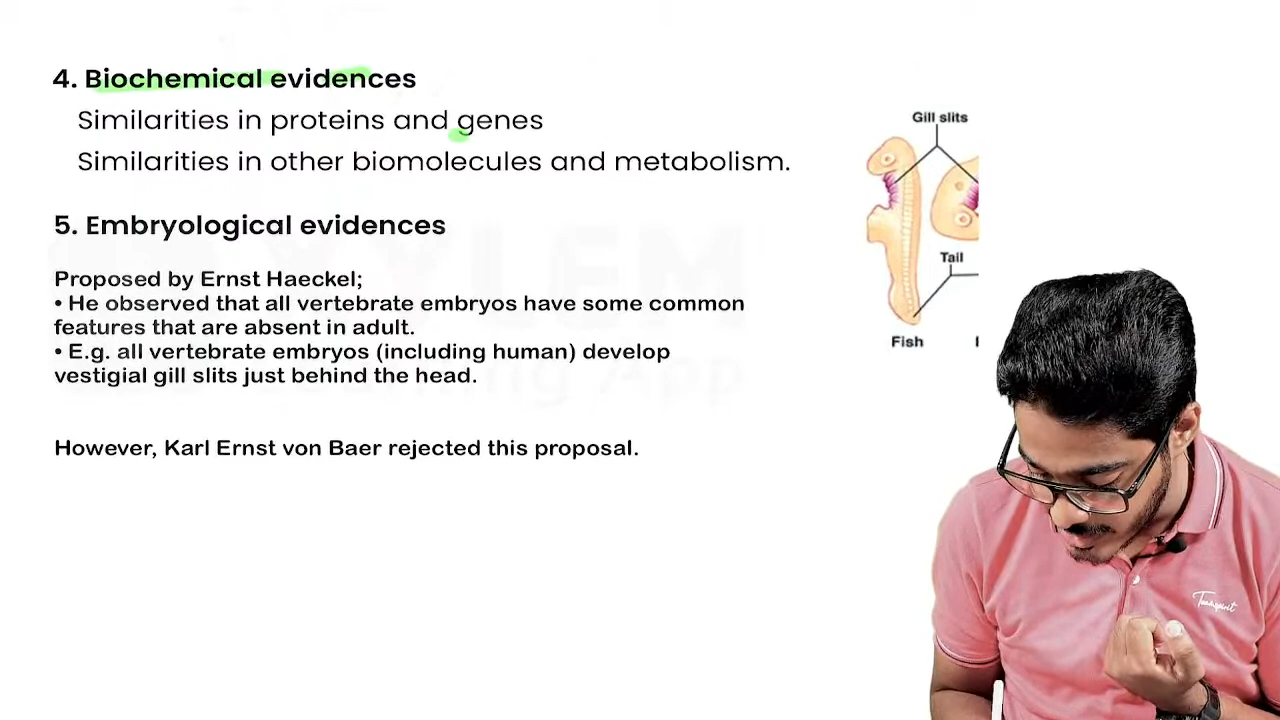 4. Biochemical evidences
Similarities in proteins and genes
Similarities in other biomolecules and metabolism.
5. Embryological evidences
Proposed by Ernst Haeckel;
• He observed that all vertebrate embryos have some common
features that are absent in adult.
• E.g. all vertebrate embryos (including human) develop
vestigial gill slits just behind the head.
However, Karl Ernst von Baer rejected this proposal.
Gill slits
Tail
Fish